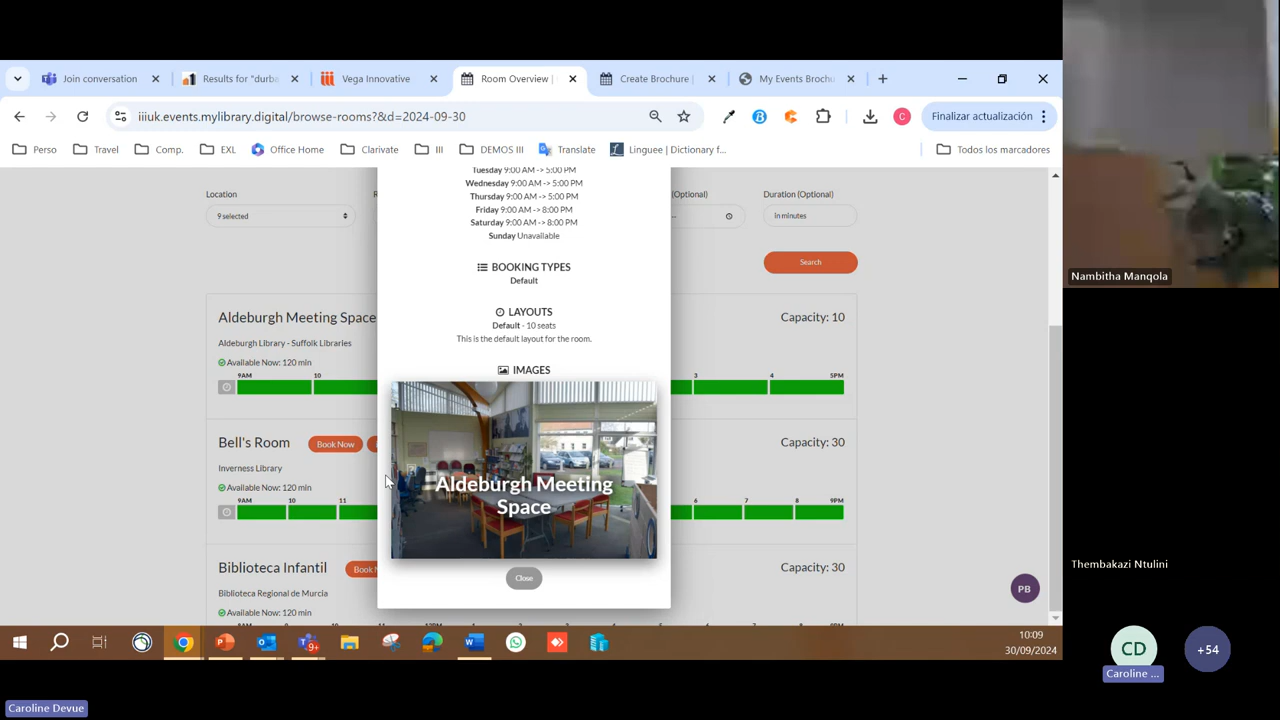 Join conversation
Results for "durba
Vega Innovative
Room Overview |
Create Brochure |
My Events Brochu
iiiuk.events.mylibrary.digital/browse-rooms?&d=2024-09-30
C
Finalizar actualización
Perso
Travel
Comp.
EXL
Office Home
Clarivate
III
DEMOS III
Translate
Linguee | Dictionary f...
Todos los marcadores
Tuesday 9:00 AM -> 5:00 PM
Wednesday 9:00 AM -> 5:00 PM
Thursday 9:00 AM -> 5:00 PM
Friday 9:00 AM -> 8:00 PM
Saturday 9:00 AM -> 8:00 PM
Sunday Unavailable
Location
(Optional)
Duration (Optional)
9 selected
in minutes
Search
BOOKING TYPES
Default
LAYOUTS
Default - 10 seats
This is the default layout for the room.
IMAGES
Aldeburgh Meeting
Space
Close
Aldeburgh Meeting Space
Capacity: 10
Aldeburgh Library - Suffolk Libraries
Available Now: 120 min
9AM 10 3 4 5PM
Bell's Room
Book Now
Capacity: 30
Inverness Library
Available Now: 120 min
9AM 10 11 6 7 8 9PM
Biblioteca Infantil
Book N
Capacity: 30
Biblioteca Regional de Murcia
Available Now: 120 min
PB
9+
10:09
30/09/2024
Nambitha Manqola
Thembakazi Ntulini
CD
Caroline ...
+54
Caroline Devue